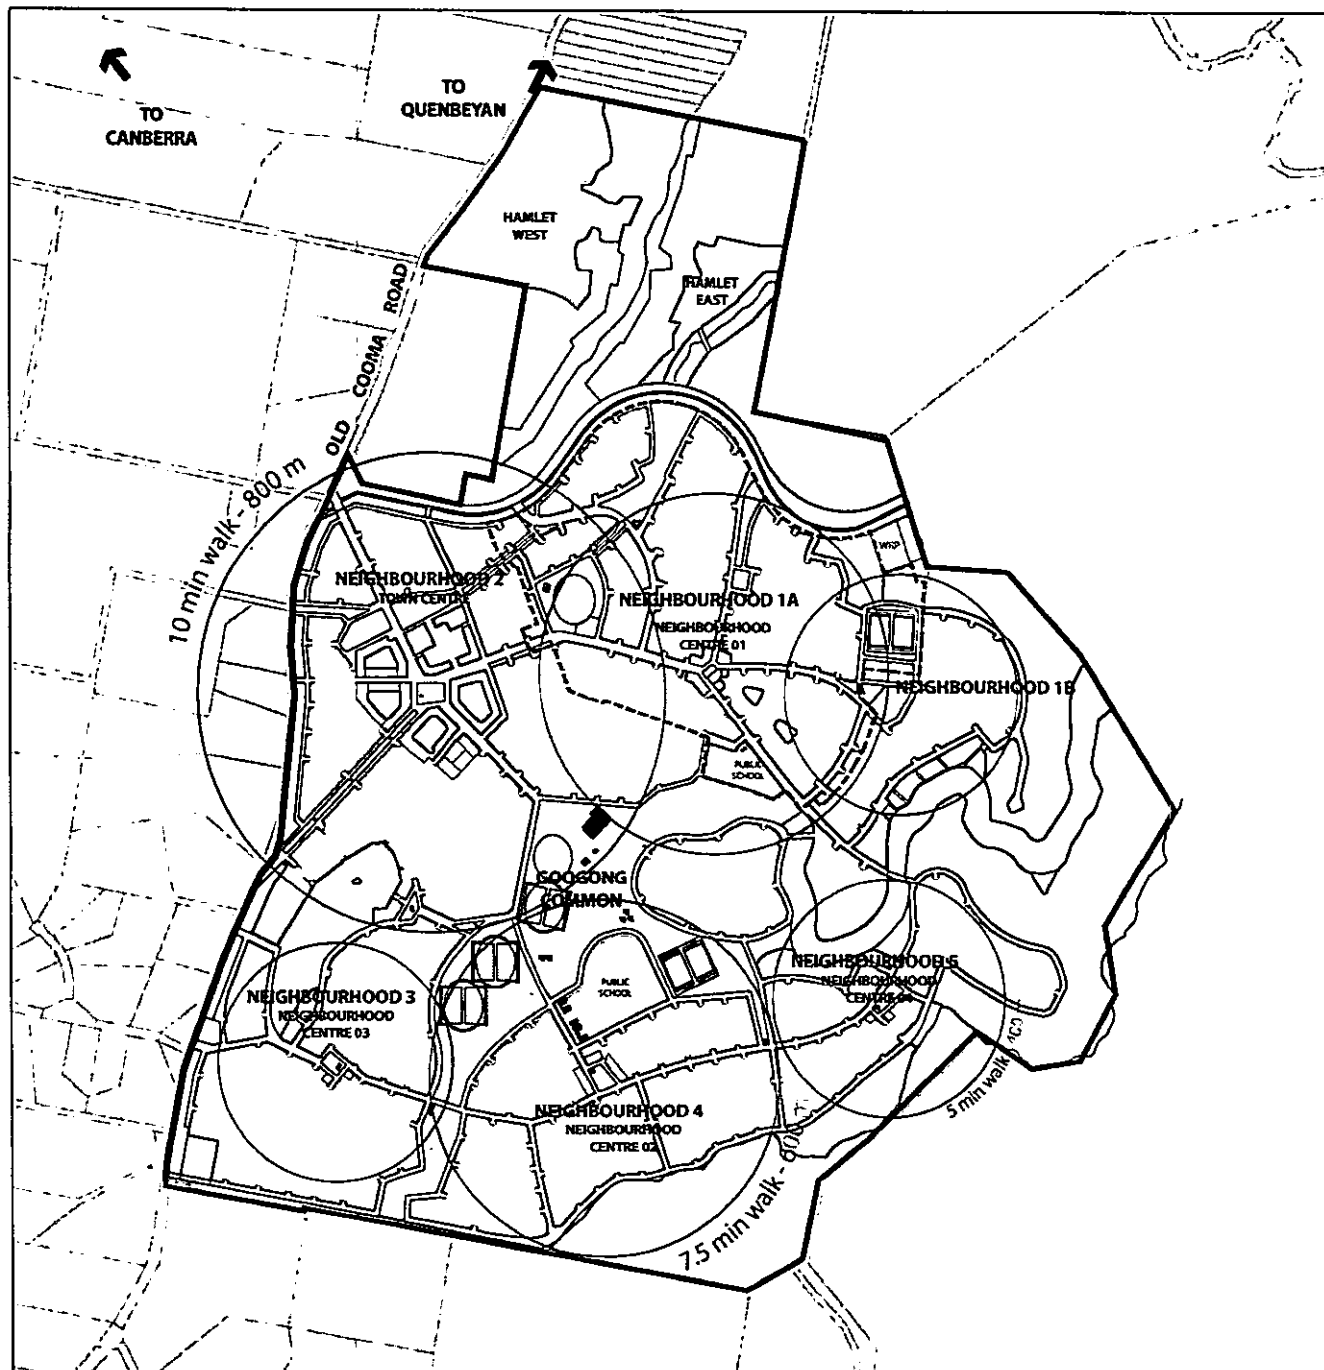 TO
CANBERRA
TO
QUENBEYAN
HAMLET
WEST
HAMLET
EAST
OLD COOMA ROAD
10 min walk - 800 m
NEIGHBOURHOOD 2
TOWN CENTRE
NEIGHBOURHOOD 1A
NEIGHBOURHOOD
CENTRE 01
NEIGHBOURHOOD 1B
PUBLIC
SCHOOL
GOOGONG
COMMON
PUBLIC
SCHOOL
NEIGHBOURHOOD 3
NEIGHBOURHOOD
CENTRE 03
NEIGHBOURHOOD 5
NEIGHBOURHOOD
CENTRE 04
5 min walk
NEIGHBOURHOOD 4
NEIGHBOURHOOD
CENTRE 02
7.5 min walk - 600